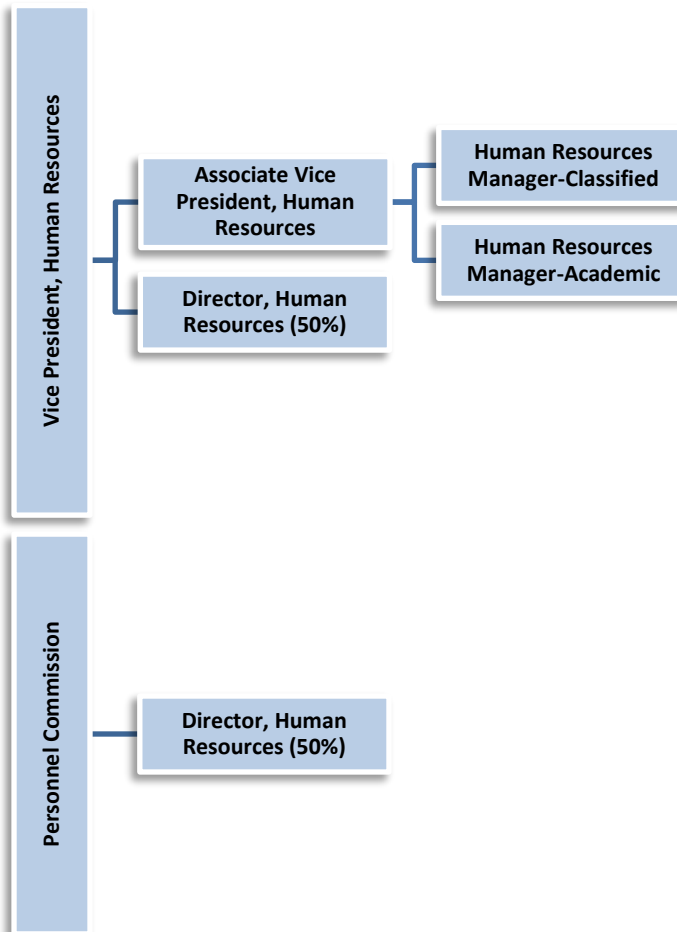 Vice President, Human Resources
Associate Vice
President, Human
Resources
Human Resources
Manager-Classified
Human Resources
Manager-Academic
Director, Human
Resources (50%)
Personnel Commission
Director, Human
Resources (50%)